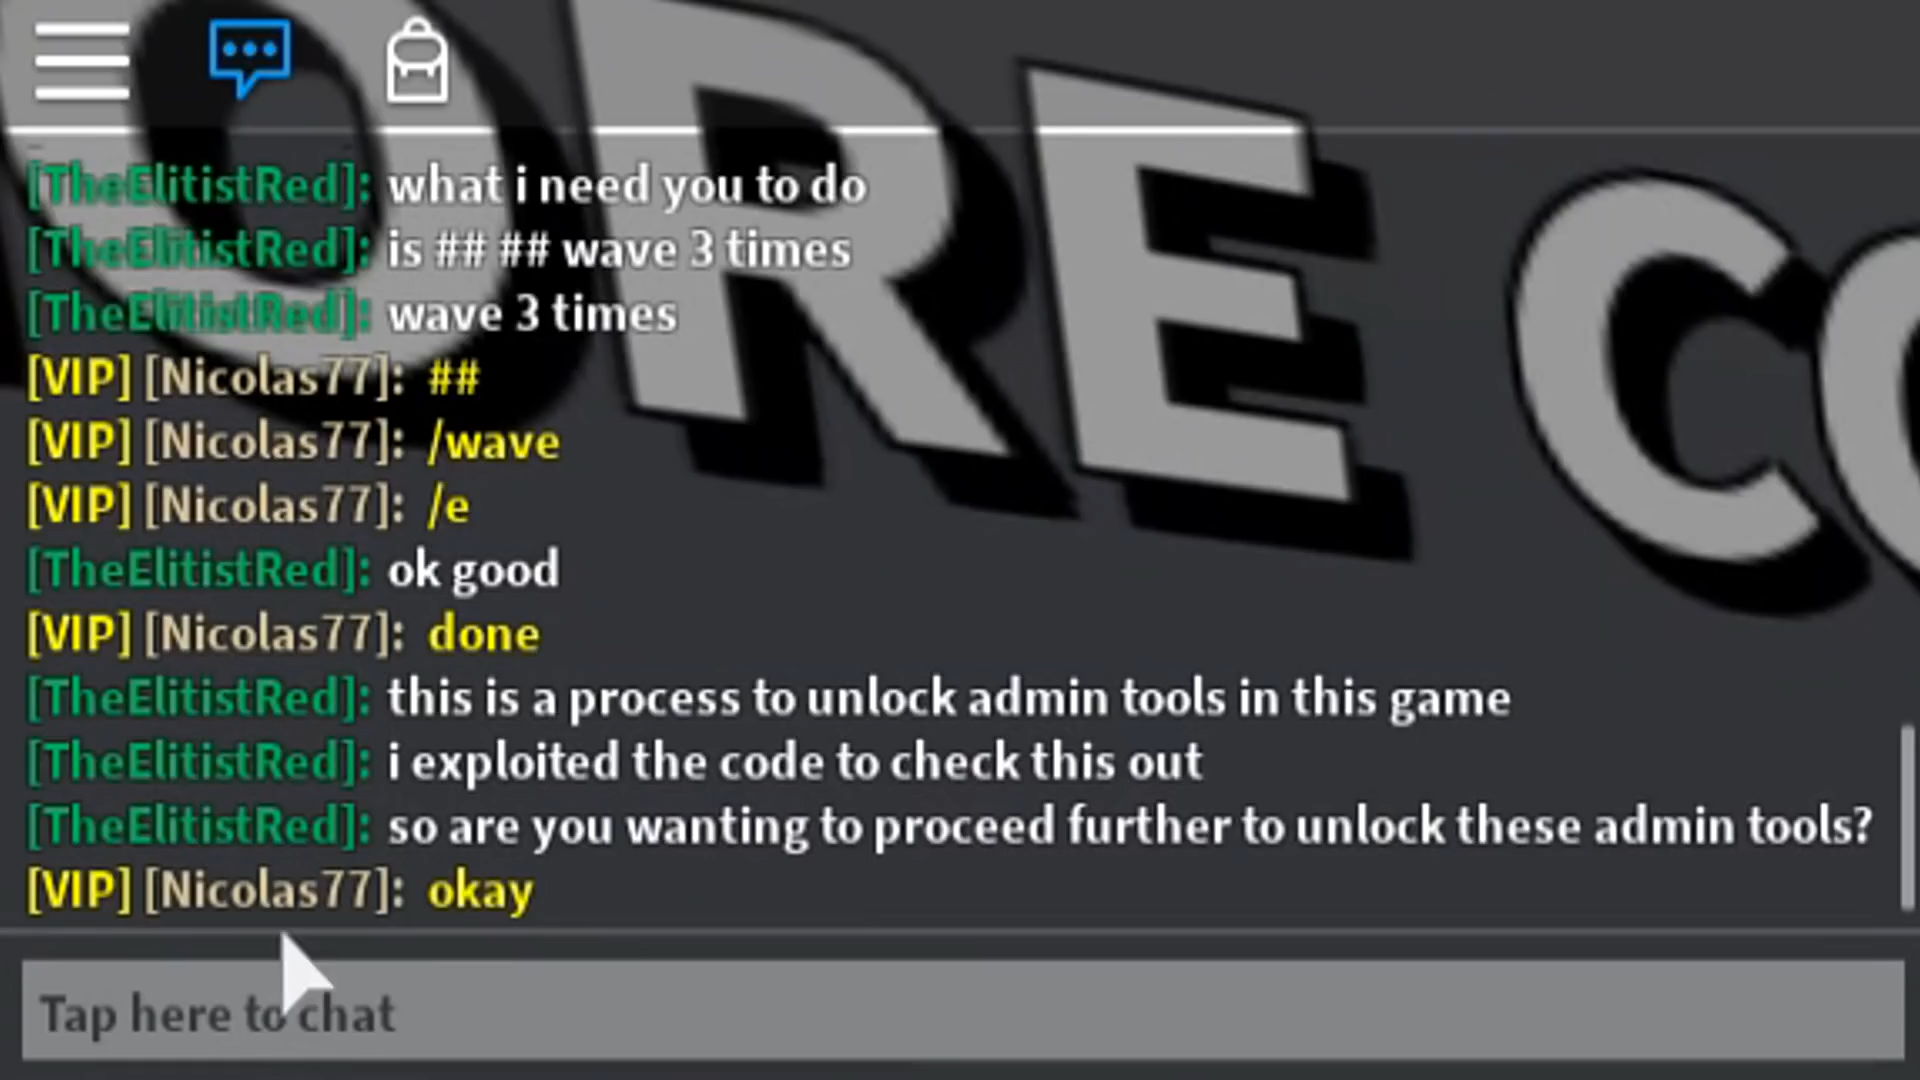 ORE CO
[TheElitistRed]: what i need you to do
[TheElitistRed]: is ## ## wave 3 times
[TheElitistRed]: wave 3 times
[VIP] [Nicolas77]: ##
[VIP] [Nicolas77]: /wave
[VIP] [Nicolas77]: /e
[TheElitistRed]: ok good
[VIP] [Nicolas77]: done
[TheElitistRed]: this is a process to unlock admin tools in this game
[TheElitistRed]: i exploited the code to check this out
[TheElitistRed]: so are you wanting to proceed further to unlock these admin tools?
[VIP] [Nicolas77]: okay
Tap here to chat